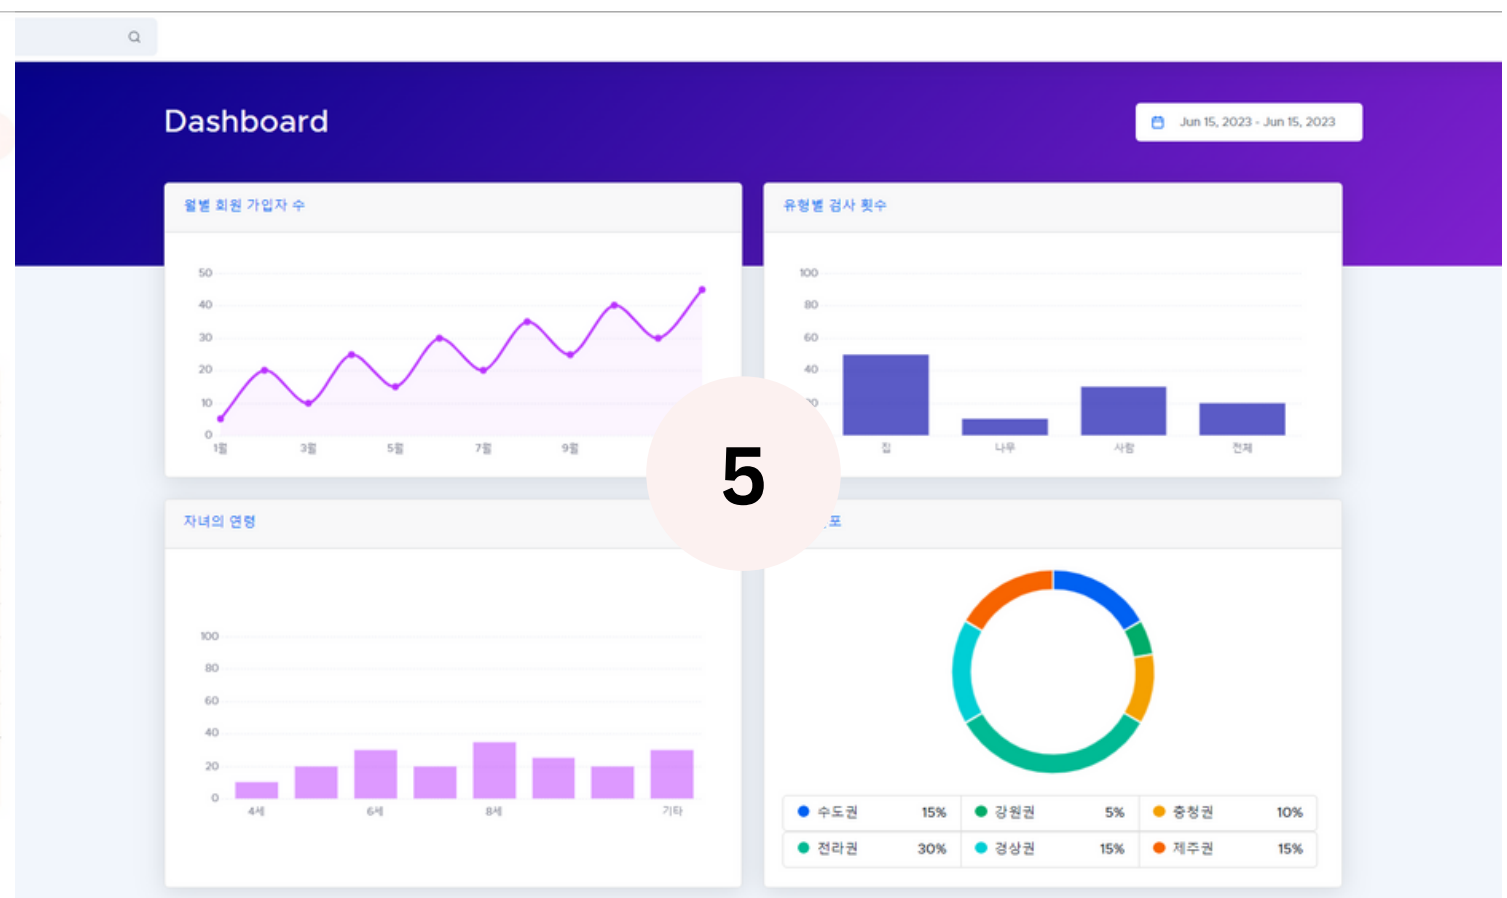 Dashboard
Jun 15, 2023 - Jun 15, 2023
월별 회원 가입자 수
50
40
30
20
10
0
1월
3월
5월
7월
9월
유형별 검사 횟수
100
80
60
40
집
나무
사람
전체
5
자녀의 연령
100
80
60
40
20
0
4세
6세
8세
기타
포
수도권 15%
강원권 5%
충청권 10%
전라권 30%
경상권 15%
제주권 15%